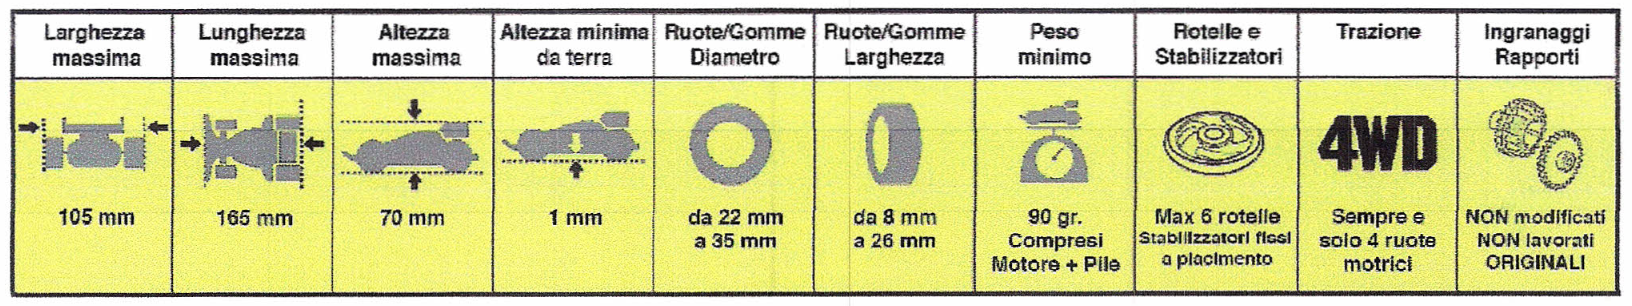 Larghezza
massima
Lunghezza
massima
Altezza
massima
Altezza minima
da terra
Ruote/Gomme
Diametro
Ruote/Gomme
Larghezza
Peso
minimo
Rotelle e
Stabilizzatori
Trazione
Ingranaggi
Rapporti
4WD
105 mm
165 mm
70 mm
1 mm
da 22 mm
a 35 mm
da 8 mm
a 26 mm
90 gr.
Compresi
Motore + Pile
Max 6 rotelle
Stabilizzatori fissi
a piacimento
Sempre e
solo 4 ruote
motrici
NON modificati
NON lavorati
ORIGINALI